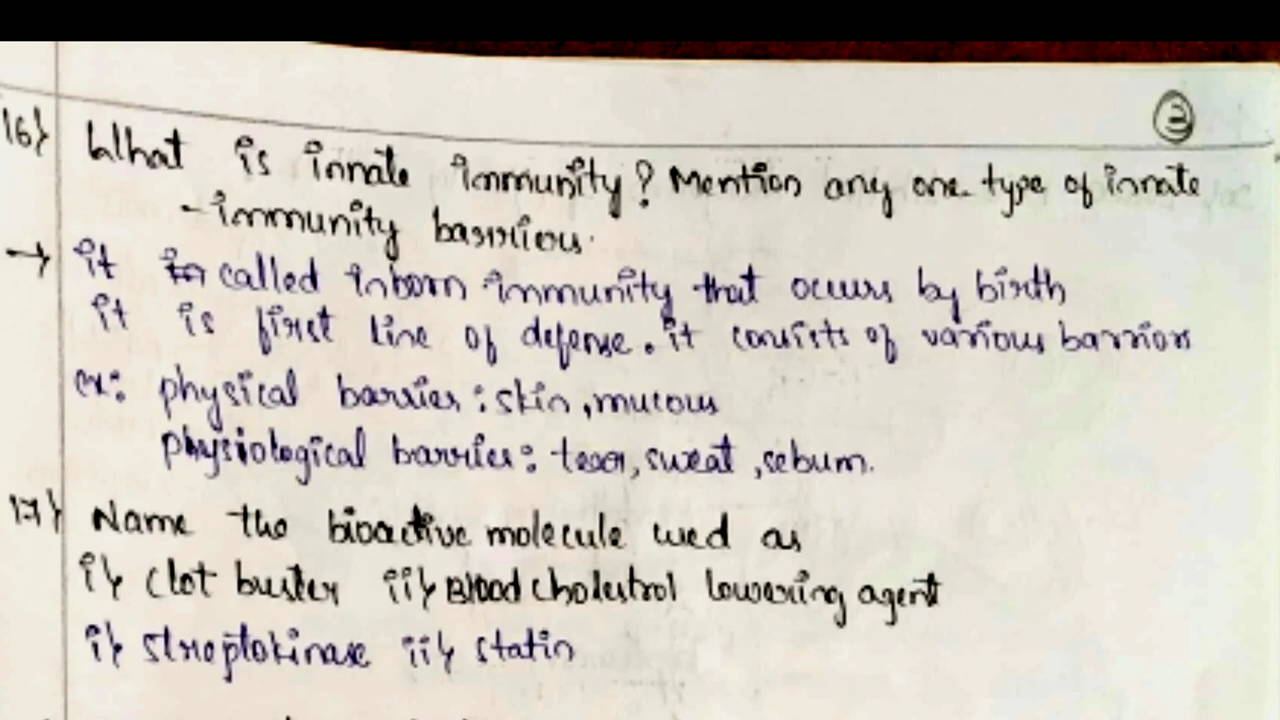 ③
16} What is innate immunity? Mention any one type of innate
-immunity barriers.
→ it is called inborn immunity that occurs by birth
it is first line of defense. it consists of various barriors
ex: physical barrier: skin, mucous
physiological barrier: tear, sweat, sebum.
17} Name the bioactive molecule used as
i} Clot buster ii} Blood cholestrol lowering agent
i} streptokinase ii} statin